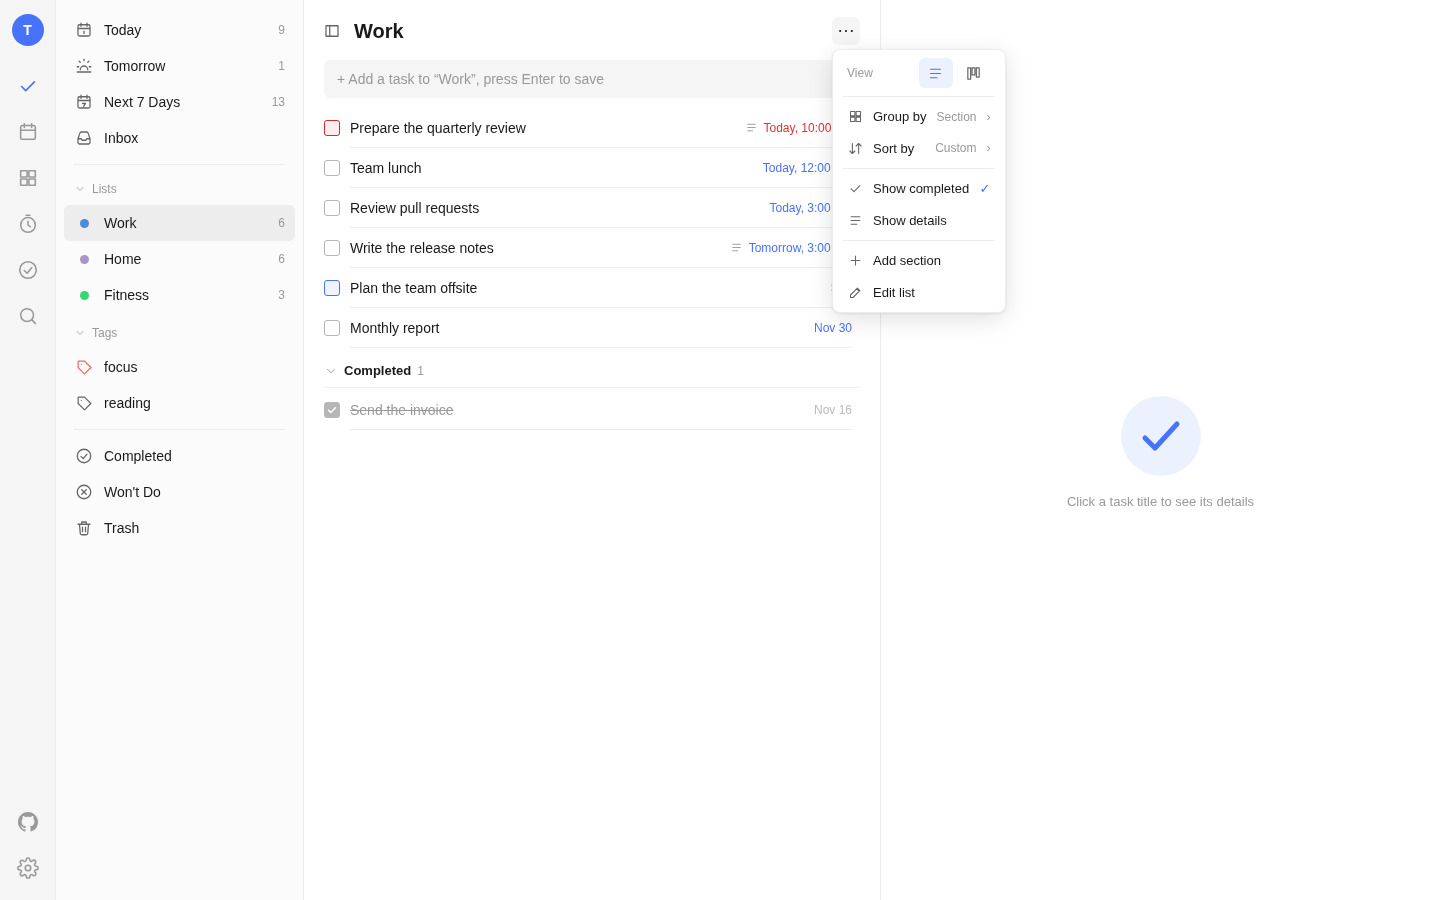 T
Today 9
Tomorrow 1
7 Next 7 Days 13
Inbox
Lists
Work 6
Home 6
Fitness 3
Tags
focus
reading
Completed
Won't Do
Trash
Work
+ Add a task to “Work”, press Enter to save
Prepare the quarterly review Today, 10:00
Team lunch Today, 12:00
Review pull requests Today, 3:00
Write the release notes Tomorrow, 3:00
Plan the team offsite
Monthly report Nov 30
Completed 1
Send the invoice Nov 16
View
Group by Section ›
Sort by Custom ›
Show completed ✓
Show details
Add section
Edit list
Click a task title to see its details